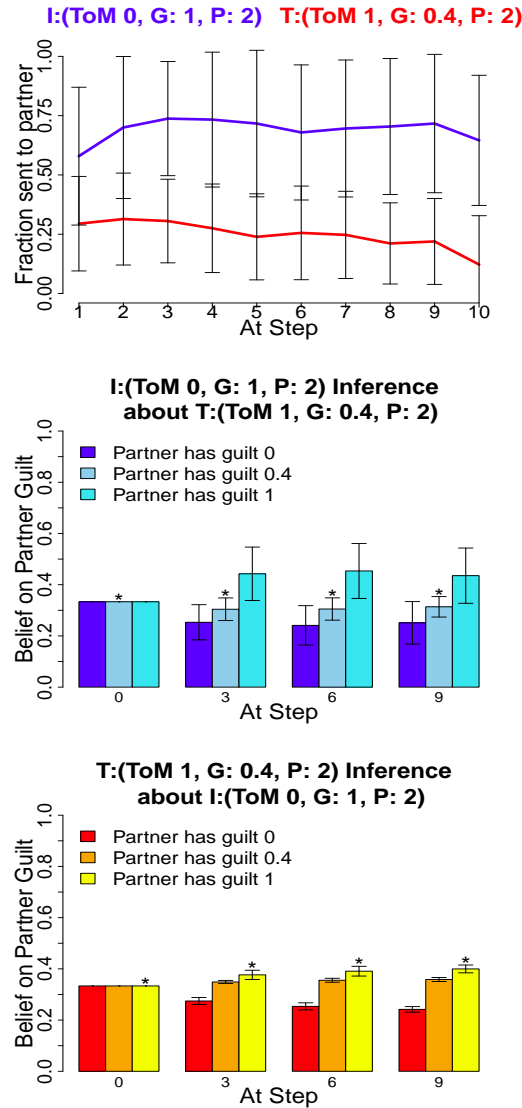 I:(ToM 0, G: 1, P: 2) T:(ToM 1, G: 0.4, P: 2)
Fraction sent to partner
0.00 0.25 0.50 0.75 1.00
1 2 3 4 5 6 7 8 9 10
At Step
I:(ToM 0, G: 1, P: 2) Inference
about T:(ToM 1, G: 0.4, P: 2)
Belief on Partner Guilt
0.0 0.2 0.4 0.6 0.8 1.0
Partner has guilt 0
Partner has guilt 0.4
Partner has guilt 1
* * * *
0 3 6 9
At Step
T:(ToM 1, G: 0.4, P: 2) Inference
about I:(ToM 0, G: 1, P: 2)
Belief on Partner Guilt
0.0 0.2 0.4 0.6 0.8 1.0
Partner has guilt 0
Partner has guilt 0.4
Partner has guilt 1
* * * *
0 3 6 9
At Step